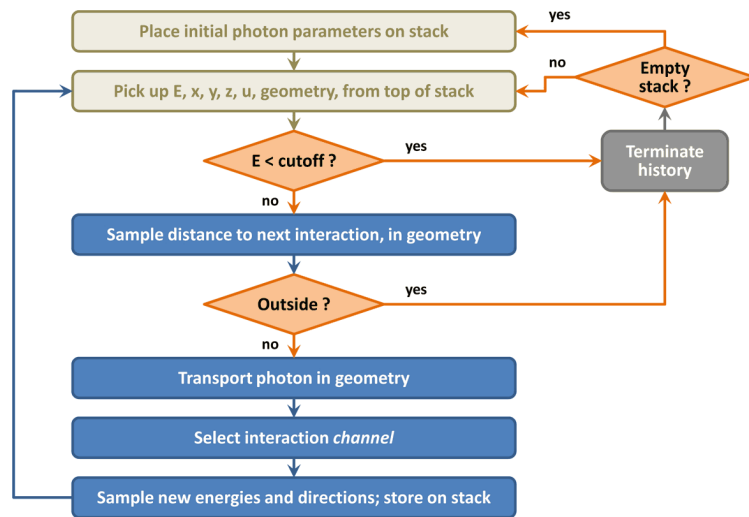 Place initial photon parameters on stack
yes
no
Empty
stack ?
Pick up E, x, y, z, u, geometry, from top of stack
E < cutoff ?
yes
Terminate
history
no
Sample distance to next interaction, in geometry
Outside ?
yes
no
Transport photon in geometry
Select interaction channel
Sample new energies and directions; store on stack